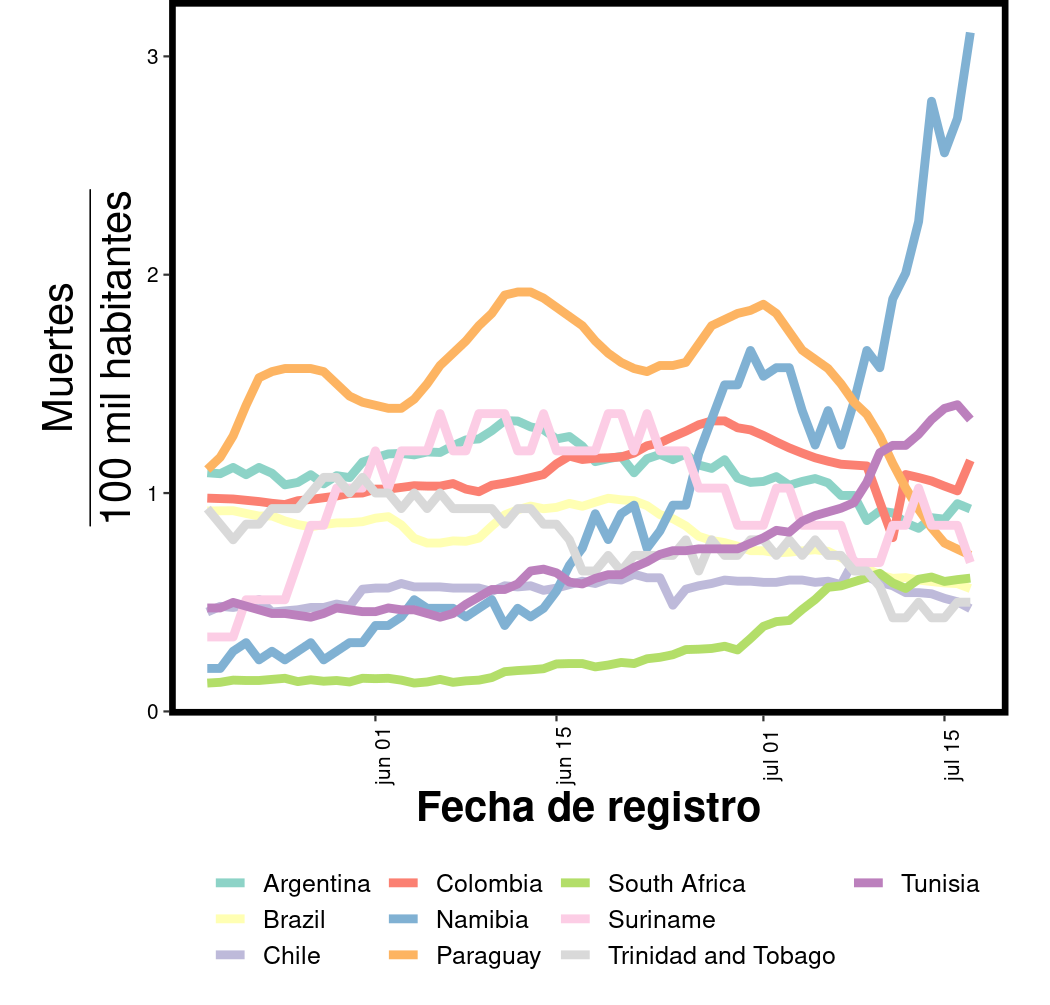 Muertes
100 mil habitantes
3
2
1
0
jun 01
jun 15
jul 01
jul 15
Fecha de registro
Argentina Colombia South Africa Tunisia
Brazil Namibia Suriname
Chile Paraguay Trinidad and Tobago